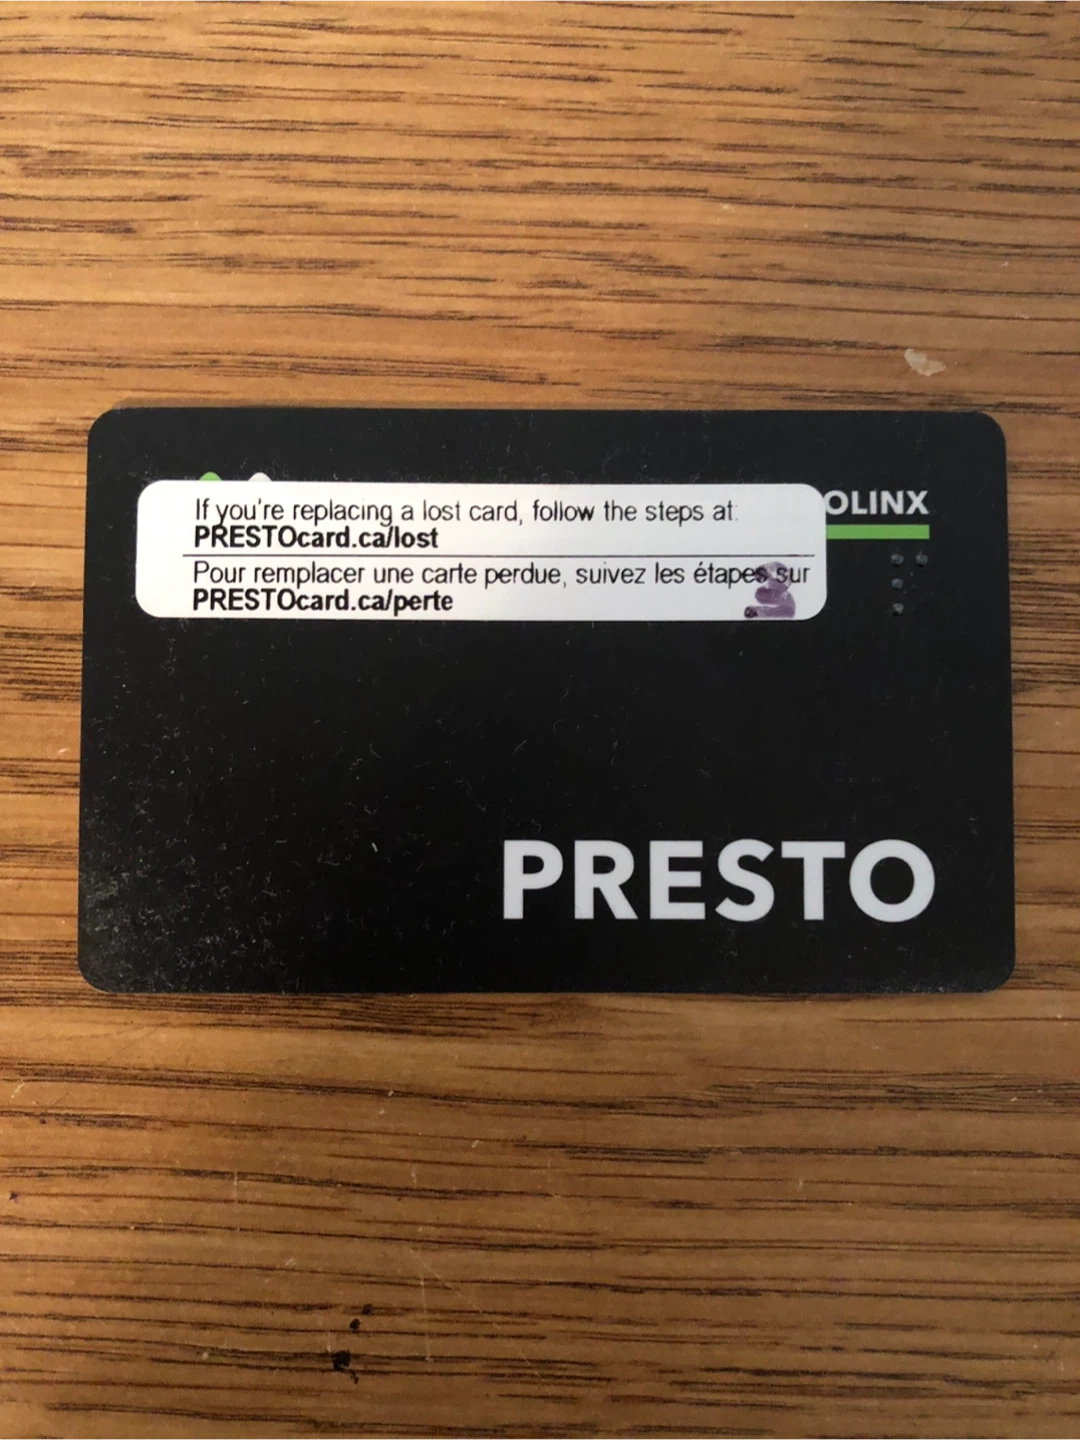 If you're replacing a lost card, follow the steps at:
PRESTOcard.ca/lost
Pour remplacer une carte perdue, suivez les étapes sur
PRESTOcard.ca/perte
OLINX
3
PRESTO